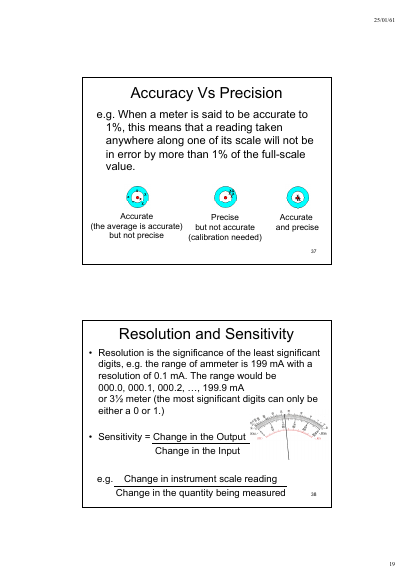 25/01/61
Accuracy Vs Precision
e.g. When a meter is said to be accurate to
1%, this means that a reading taken
anywhere along one of its scale will not be
in error by more than 1% of the full-scale
value.
Accurate
(the average is accurate)
but not precise
Precise
but not accurate
(calibration needed)
Accurate
and precise
37
Resolution and Sensitivity
• Resolution is the significance of the least significant
digits, e.g. the range of ammeter is 199 mA with a
resolution of 0.1 mA. The range would be
000.0, 000.1, 000.2, …, 199.9 mA
or 3½ meter (the most significant digits can only be
either a 0 or 1.)
• Sensitivity = Change in the Output
Change in the Input
e.g. Change in instrument scale reading
Change in the quantity being measured
38
19